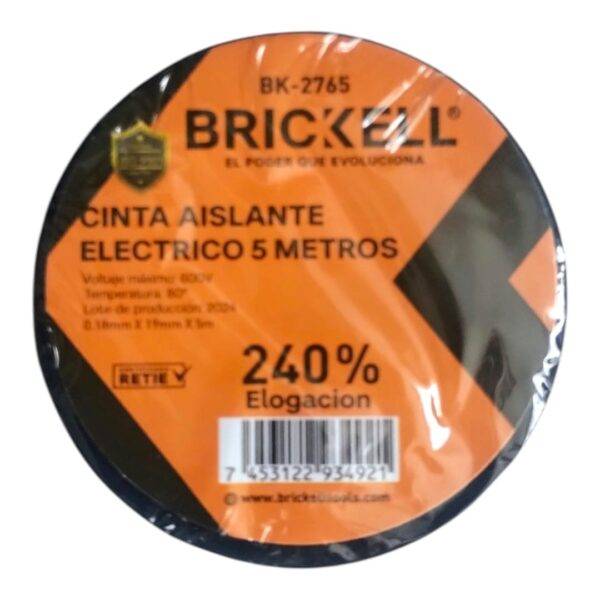 BK-2765
BRICKELL®
EL PODER QUE EVOLUCIONA
CINTA AISLANTE
ELECTRICO 5 METROS
Voltaje máximo: 600V
Temperatura: 80°
Lote de producción: 2024
0.18mm X 19mm X 5m
RETIE
240%
Elogacion
7 453122 934921
www.brickelltools.com